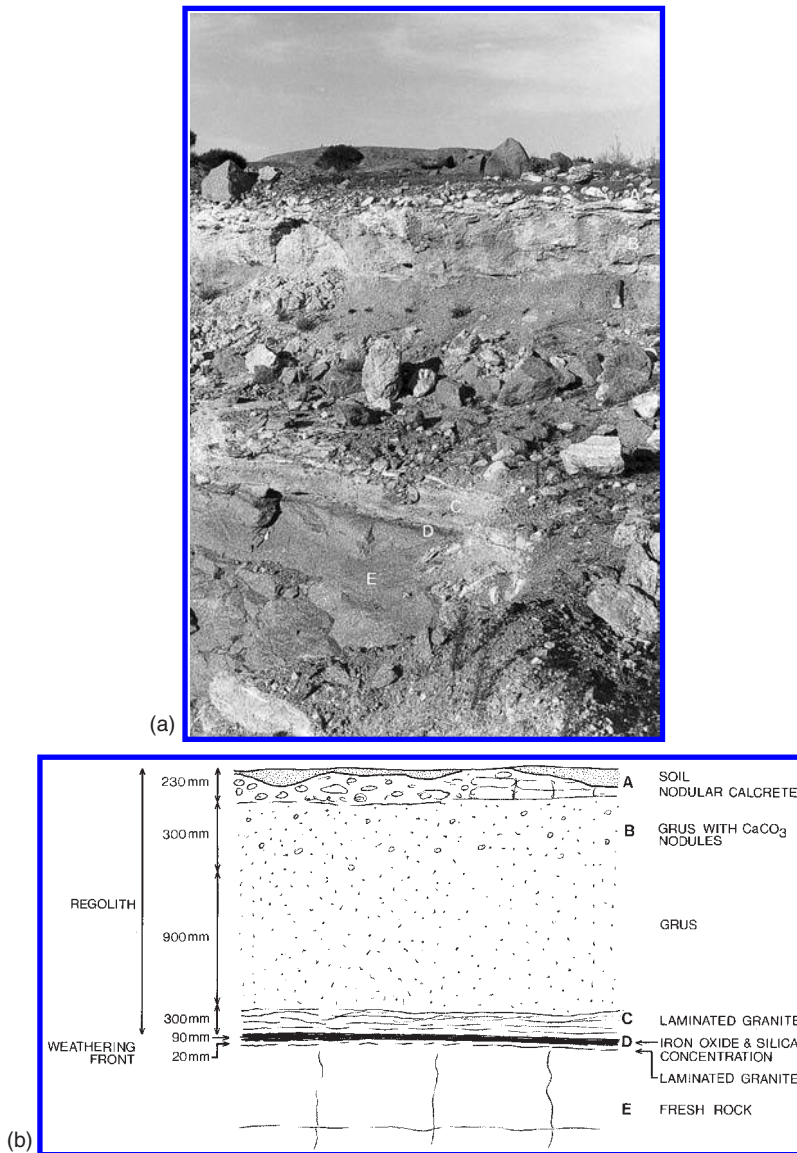 A
B
C
D
E
(a)
230 mm
A
SOIL
NODULAR CALCRETE
300 mm
B
GRUS WITH CaCO3
NODULES
REGOLITH
900 mm
GRUS
300 mm
C
LAMINATED GRANITE
90 mm
D
IRON OXIDE & SILICA
CONCENTRATION
WEATHERING
FRONT
20 mm
LAMINATED GRANITE
E
FRESH ROCK
(b)